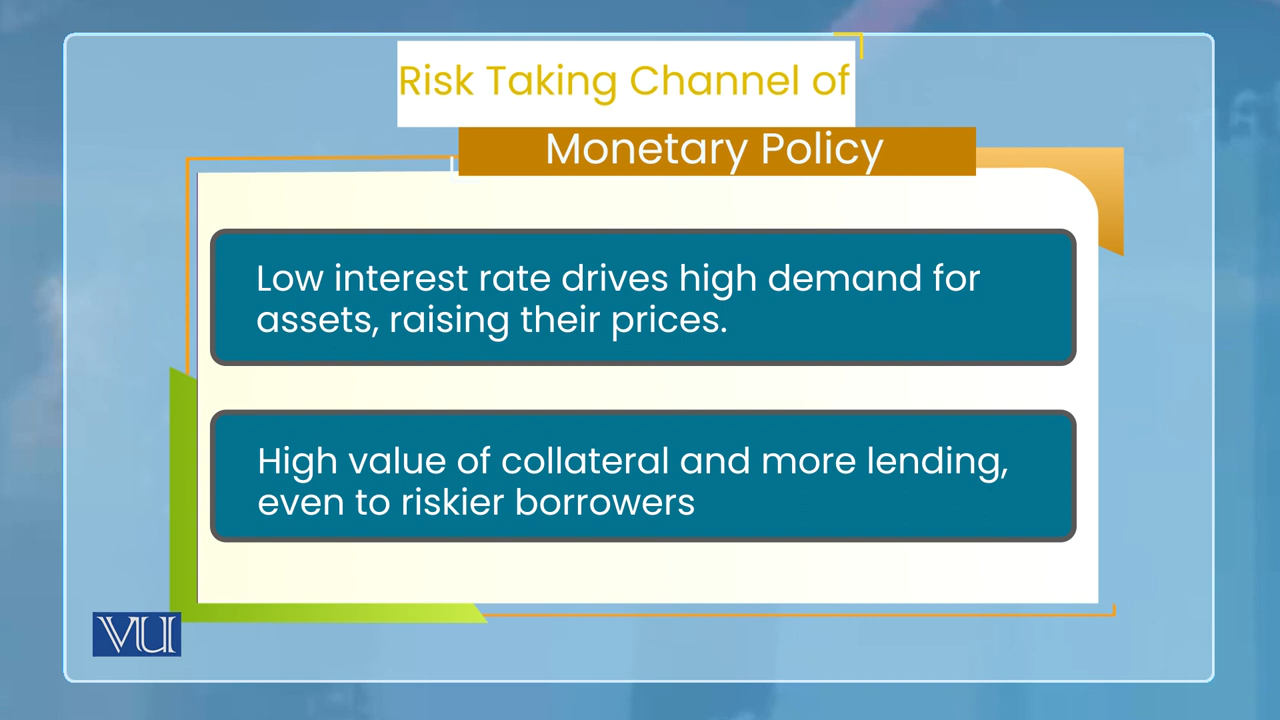 Risk Taking Channel of
Monetary Policy
Low interest rate drives high demand for
assets, raising their prices.
High value of collateral and more lending,
even to riskier borrowers
VU